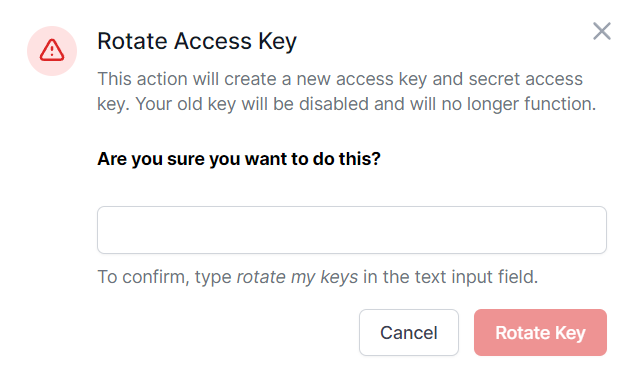 Rotate Access Key
This action will create a new access key and secret access
key. Your old key will be disabled and will no longer function.
Are you sure you want to do this?
To confirm, type rotate my keys in the text input field.
Cancel
Rotate Key